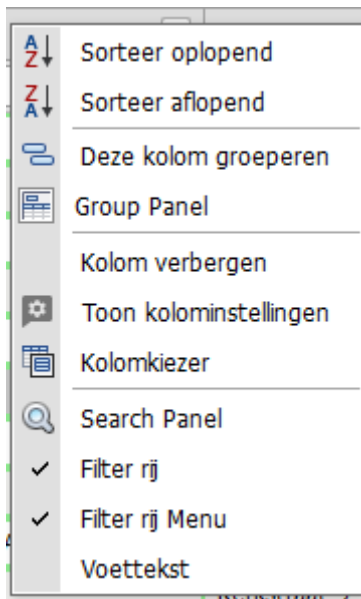 Sorteer oplopend
Sorteer aflopend
Deze kolom groeperen
Group Panel
Kolom verbergen
Toon kolominstellingen
Kolomkiezer
Search Panel
Filter rij
Filter rij Menu
Voettekst